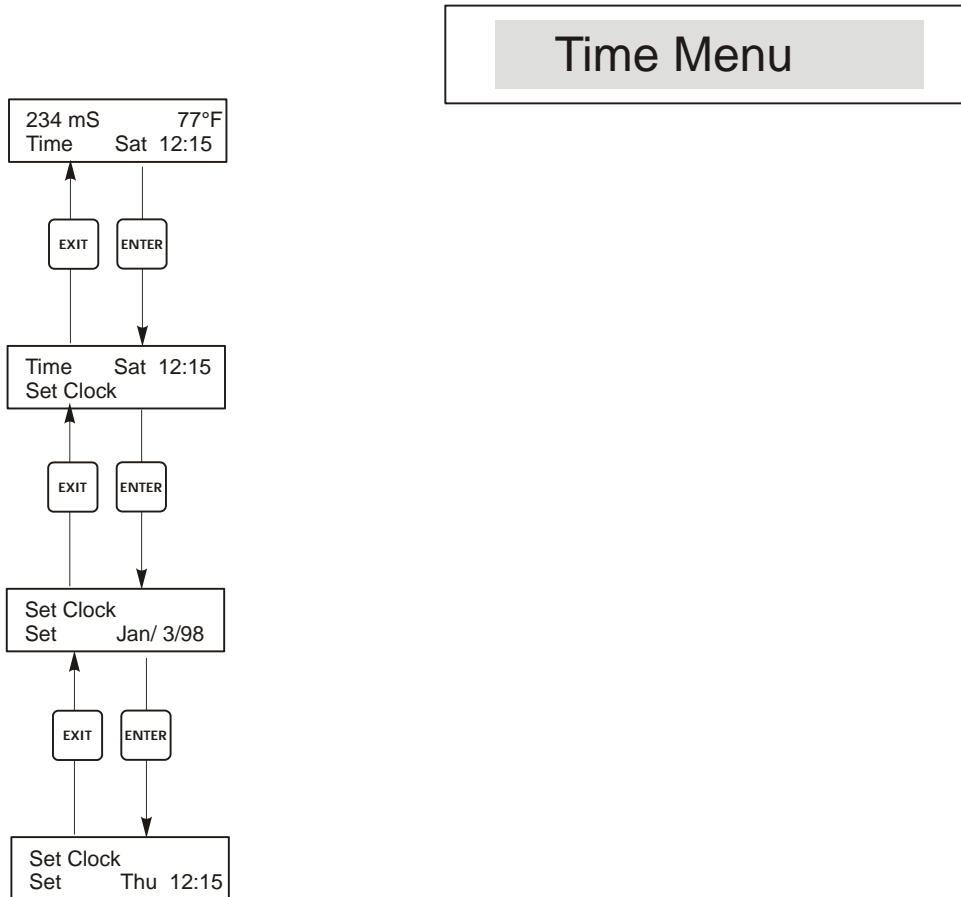 Time Menu
234 mS 77°F
Time Sat 12:15
EXIT ENTER
Time Sat 12:15
Set Clock
EXIT ENTER
Set Clock
Set Jan/ 3/98
EXIT ENTER
Set Clock
Set Thu 12:15